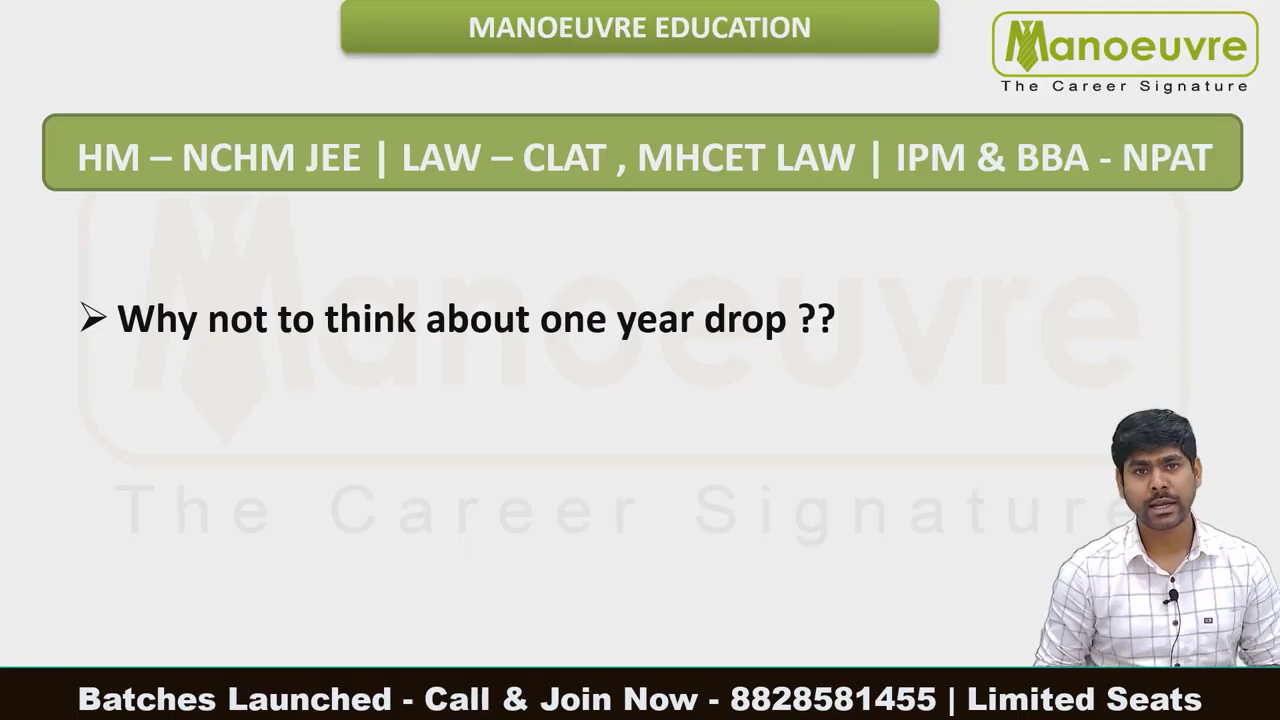 MANOEUVRE EDUCATION
Manoeuvre
The Career Signature
HM – NCHM JEE | LAW – CLAT , MHCET LAW | IPM & BBA - NPAT
Manoeuvre
➢ Why not to think about one year drop ??
The Career Signature
Batches Launched - Call & Join Now - 8828581455 | Limited Seats